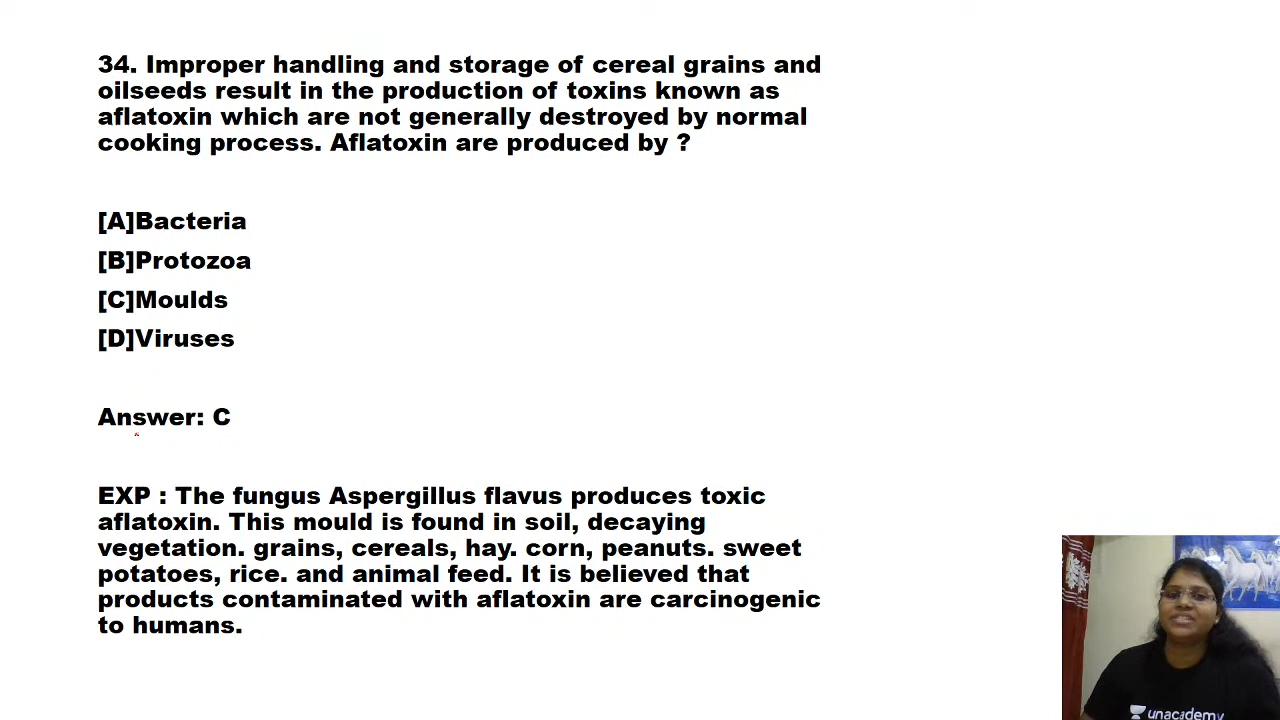 34. Improper handling and storage of cereal grains and
oilseeds result in the production of toxins known as
aflatoxin which are not generally destroyed by normal
cooking process. Aflatoxin are produced by ?
[A]Bacteria
[B]Protozoa
[C]Moulds
[D]Viruses
Answer: C
EXP : The fungus Aspergillus flavus produces toxic
aflatoxin. This mould is found in soil, decaying
vegetation. grains, cereals, hay. corn, peanuts. sweet
potatoes, rice. and animal feed. It is believed that
products contaminated with aflatoxin are carcinogenic
to humans.
unacademy